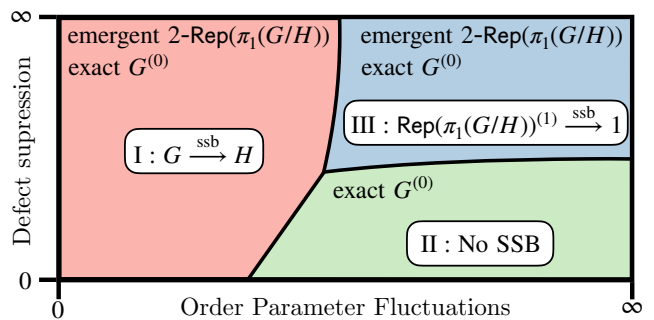 ∞
emergent 2-Rep(π₁(G/H))
exact G⁽⁰⁾
I : G —ssb→ H
emergent 2-Rep(π₁(G/H))
exact G⁽⁰⁾
III : Rep(π₁(G/H))⁽¹⁾ —ssb→ 1
exact G⁽⁰⁾
II : No SSB
Defect supression
0
0
Order Parameter Fluctuations
∞